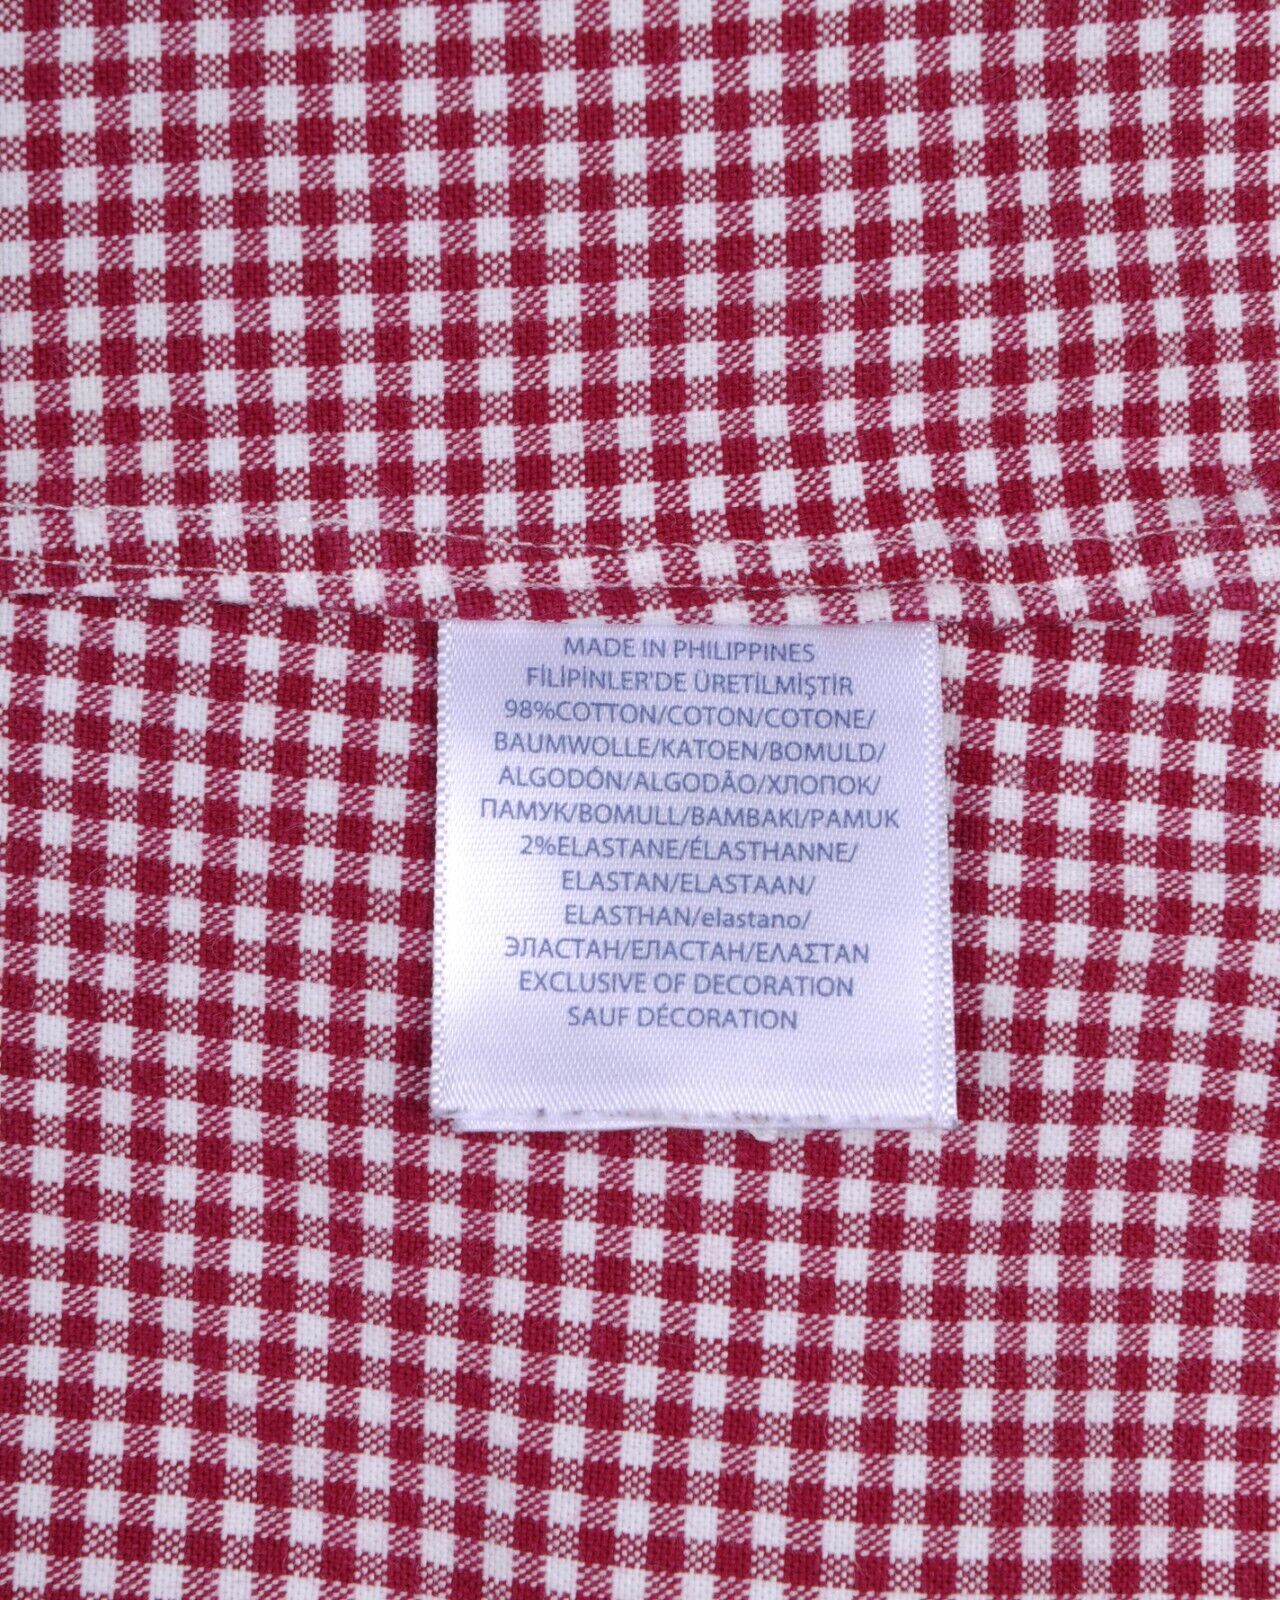 MADE IN PHILIPPINES
FİLİPİNLER'DE ÜRETİLMİŞTİR
98%COTTON/COTON/COTONE/
BAUMWOLLE/KATOEN/BOMULD/
ALGODÓN/ALGODÃO/ХЛОПОК/
ПАМУК/BOMULL/BAMBAKI/PAMUK
2%ELASTANE/ÉLASTHANNE/
ELASTAN/ELASTAAN/
ELASTHAN/elastano/
ЭЛАСТАН/ЕЛАСТАН/ΕΛΑΣΤΑΝ
EXCLUSIVE OF DECORATION
SAUF DÉCORATION